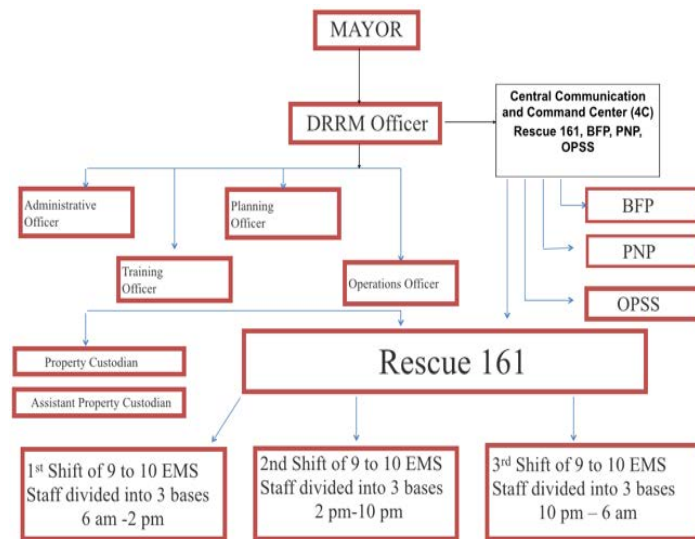 MAYOR
DRRM Officer
Central Communication
and Command Center (4C)
Rescue 161, BFP, PNP,
OPSS
Administrative
Officer
Planning
Officer
BFP
Training
Officer
Operations Officer
PNP
OPSS
Property Custodian
Rescue 161
Assistant Property Custodian
1st Shift of 9 to 10 EMS
Staff divided into 3 bases
6 am -2 pm
2nd Shift of 9 to 10 EMS
Staff divided into 3 bases
2 pm-10 pm
3rd Shift of 9 to 10 EMS
Staff divided into 3 bases
10 pm – 6 am